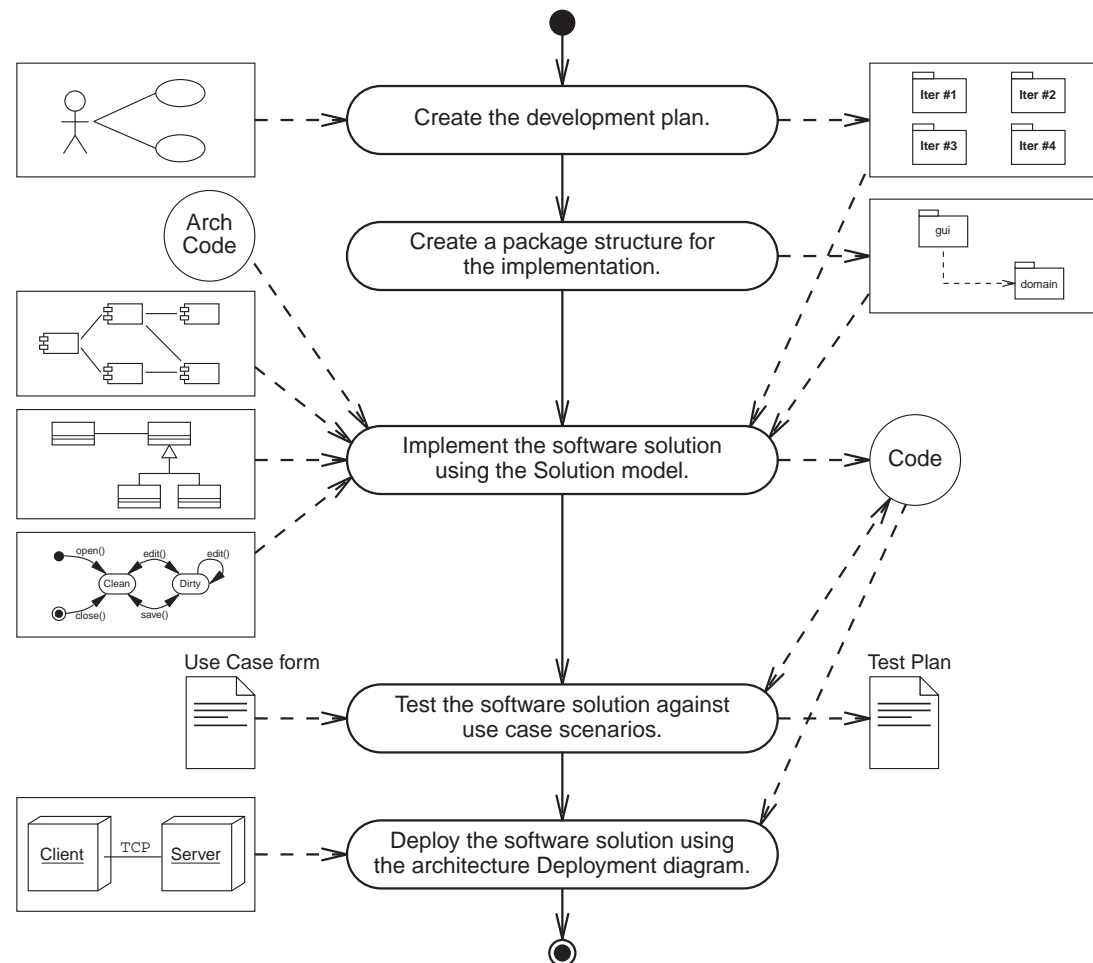 Create the development plan.
Iter #1
Iter #2
Iter #3
Iter #4
Arch
Code
Create a package structure for
the implementation.
gui
domain
Implement the software solution
using the Solution model.
Code
open()
edit()
edit()
Clean
Dirty
close()
save()
Use Case form
Test the software solution against
use case scenarios.
Test Plan
Client
TCP
Server
Deploy the software solution using
the architecture Deployment diagram.